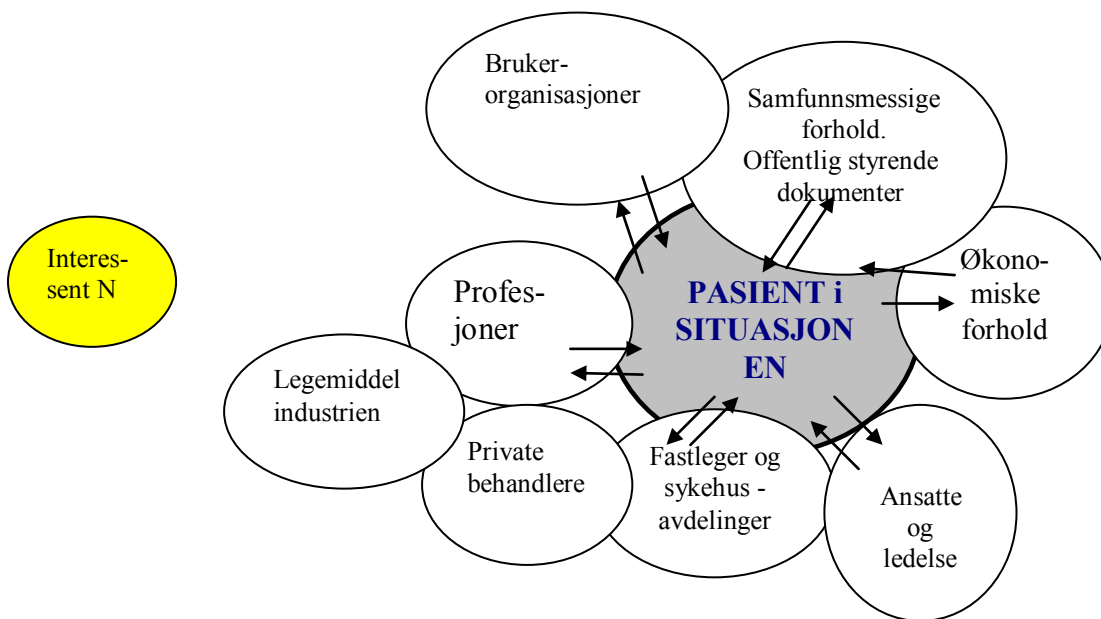 Bruker-
organisasjoner
Samfunnsmessige
forhold.
Offentlig styrende
dokumenter
Interes-
sent N
Profes-
sjoner
PASIENT i
SITUASJON
EN
Økono-
miske
forhold
Legemiddel
industrien
Private
behandlere
Fastleger og
sykehus -
avdelinger
Ansatte
og
ledelse